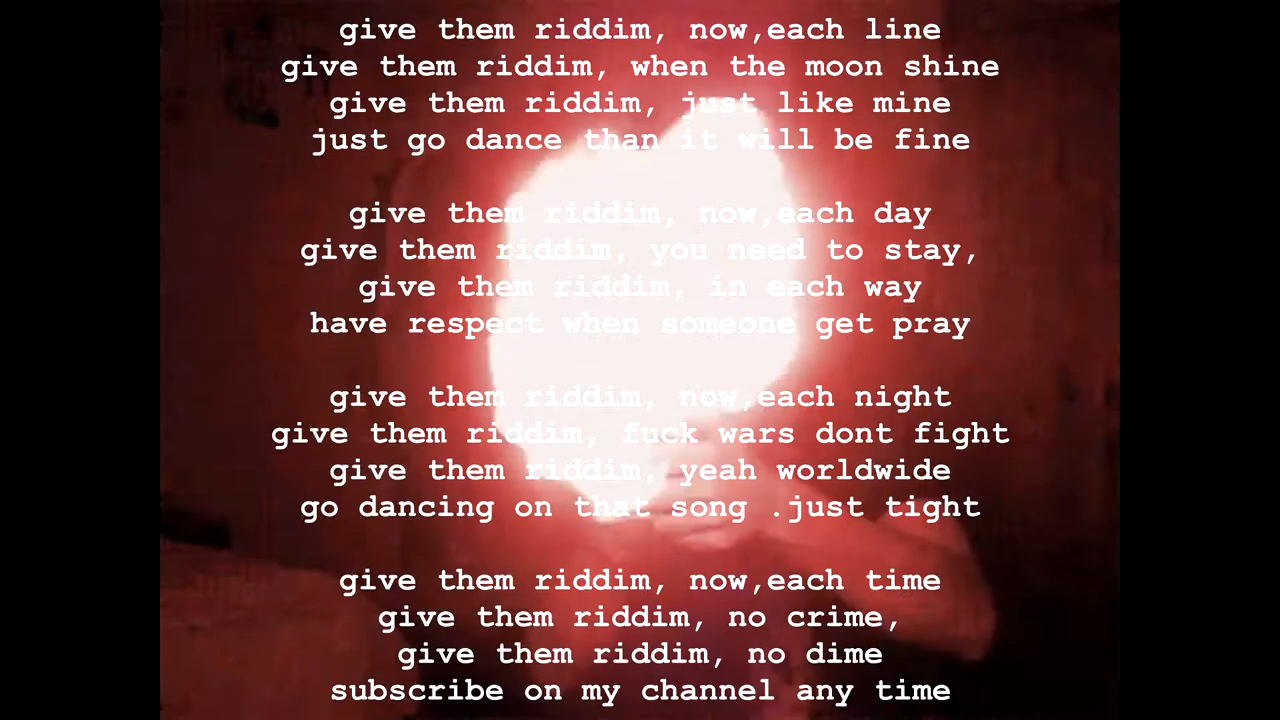 give them riddim, now,each line
give them riddim, when the moon shine
give them riddim, just like mine
just go dance than it will be fine
give them riddim, now,each day
give them riddim, you need to stay,
give them riddim, in each way
have respect when someone get pray
give them riddim, now,each night
give them riddim, fuck wars dont fight
give them riddim, yeah worldwide
go dancing on that song .just tight
give them riddim, now,each time
give them riddim, no crime,
give them riddim, no dime
subscribe on my channel any time